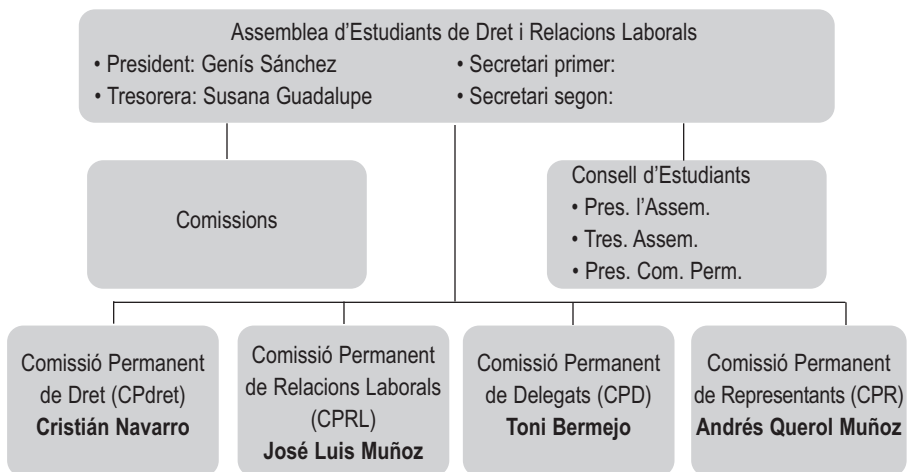 Assemblea d’Estudiants de Dret i Relacions Laborals
• President: Genís Sánchez
• Secretari primer:
• Tresorera: Susana Guadalupe
• Secretari segon:
Comissions
Consell d’Estudiants
• Pres. l’Assem.
• Tres. Assem.
• Pres. Com. Perm.
Comissió Permanent
de Dret (CPdret)
Cristián Navarro
Comissió Permanent
de Relacions Laborals
(CPRL)
José Luis Muñoz
Comissió Permanent
de Delegats (CPD)
Toni Bermejo
Comissió Permanent
de Representants (CPR)
Andrés Querol Muñoz